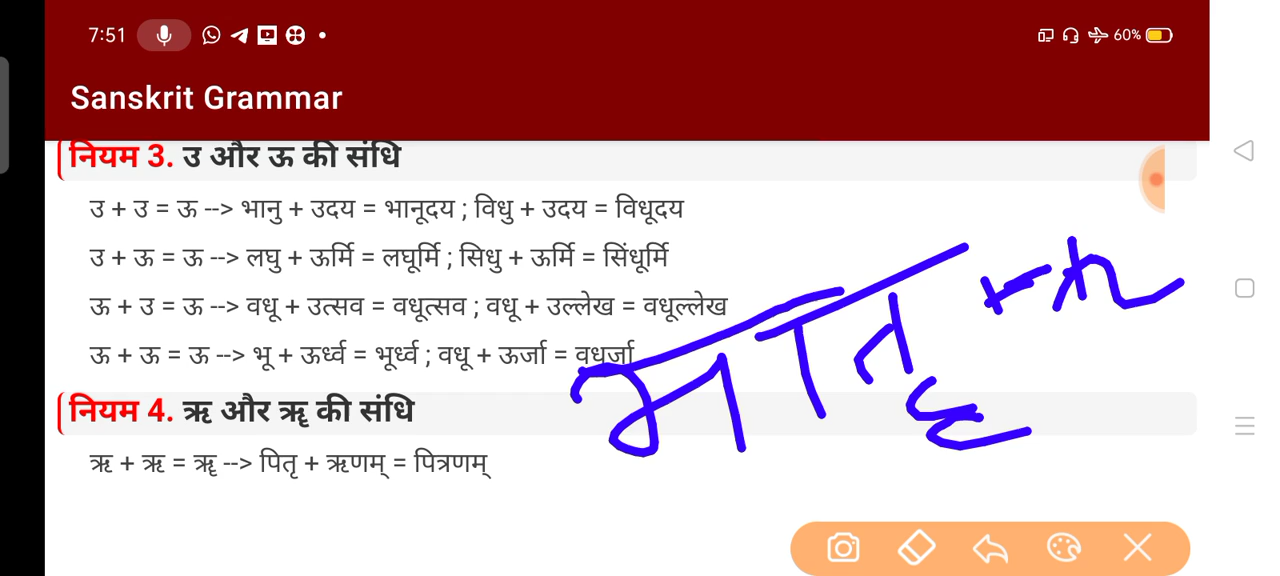 7:51
60%
Sanskrit Grammar
नियम 3. उ और ऊ की संधि
उ + उ = ऊ --> भानु + उदय = भानूदय ; विधु + उदय = विधूदय
उ + ऊ = ऊ --> लघु + ऊर्मि = लघूर्मि ; सिधु + ऊर्मि = सिंधूर्मि
ऊ + उ = ऊ --> वधू + उत्सव = वधूत्सव ; वधू + उल्लेख = वधूल्लेख
ऊ + ऊ = ऊ --> भू + ऊर्ध्व = भूर्ध्व ; वधू + ऊर्जा = वधूर्जा
नियम 4. ऋ और ॠ की संधि
ऋ + ऋ = ॠ --> पितृ + ऋणम् = पित्रणम्